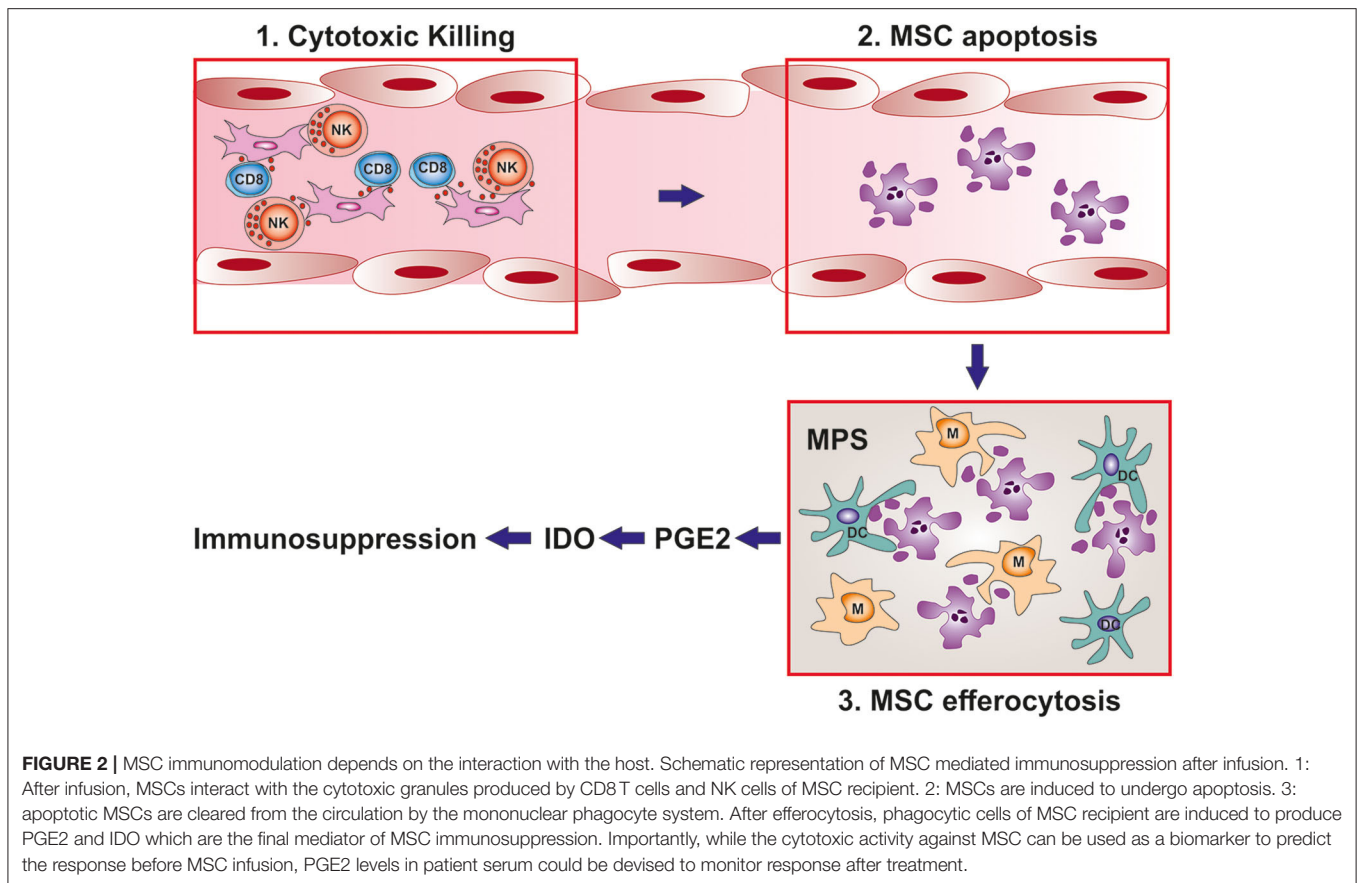 1. Cytotoxic Killing
2. MSC apoptosis
NK
CD8
CD8
CD8
NK
NK
MPS
M
DC
DC
M
M
DC
Immunosuppression
IDO
PGE2
3. MSC efferocytosis
FIGURE 2 | MSC immunomodulation depends on the interaction with the host. Schematic representation of MSC mediated immunosuppression after infusion. 1:
After infusion, MSCs interact with the cytotoxic granules produced by CD8 T cells and NK cells of MSC recipient. 2: MSCs are induced to undergo apoptosis. 3:
apoptotic MSCs are cleared from the circulation by the mononuclear phagocyte system. After efferocytosis, phagocytic cells of MSC recipient are induced to produce
PGE2 and IDO which are the final mediator of MSC immunosuppression. Importantly, while the cytotoxic activity against MSC can be used as a biomarker to predict
the response before MSC infusion, PGE2 levels in patient serum could be devised to monitor response after treatment.